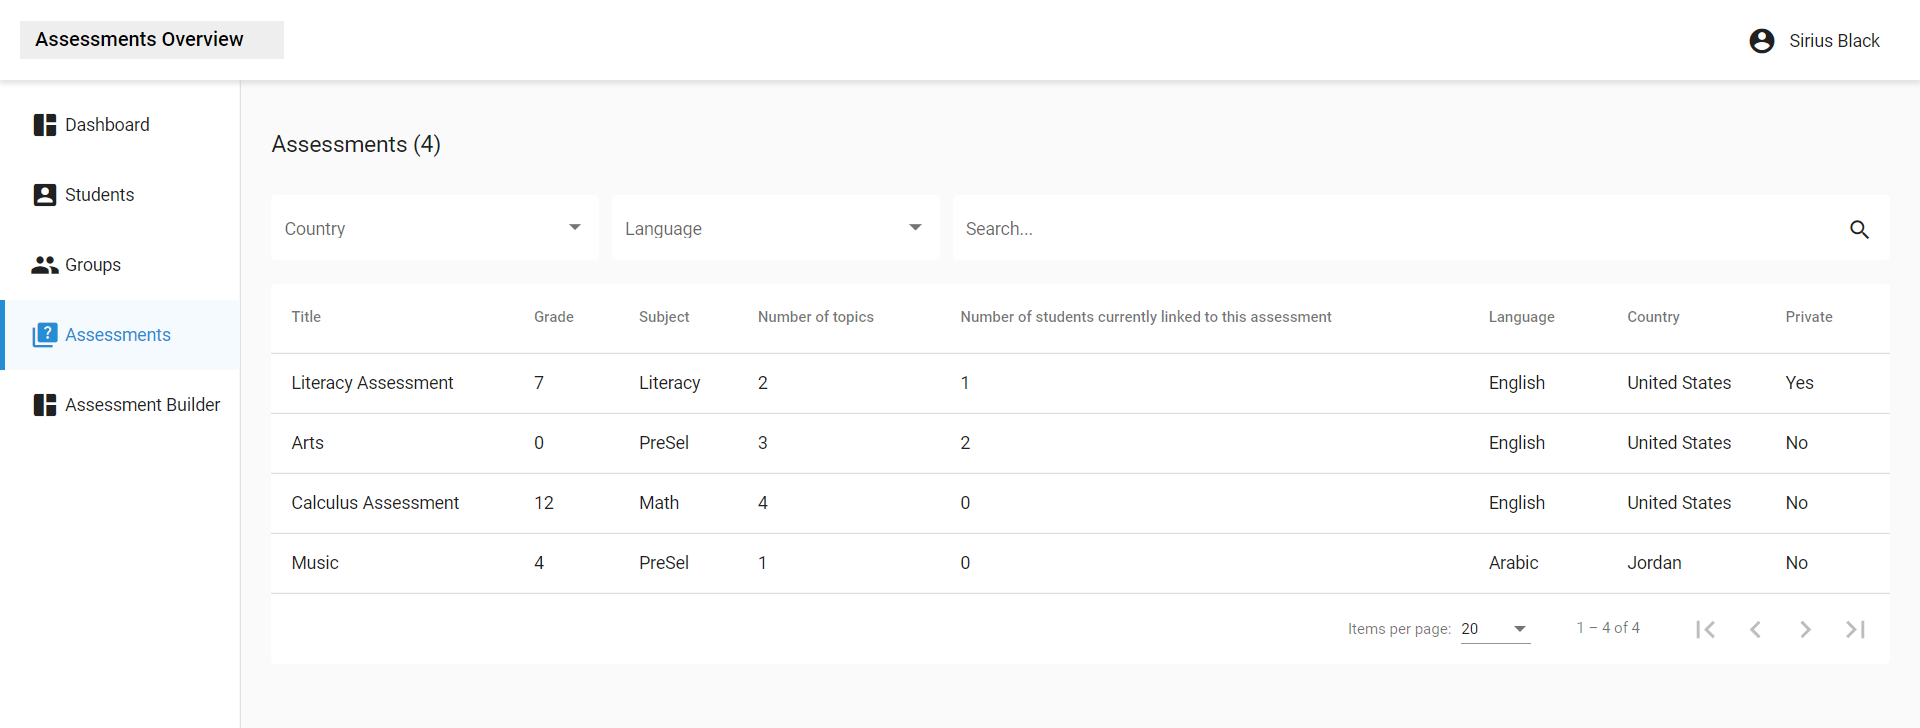 Assessments Overview
Sirius Black
Dashboard
Students
Groups
Assessments
Assessment Builder
Assessments (4)
Country
Language
Search...
Title Grade Subject Number of topics Number of students currently linked to this assessment Language Country Private
Literacy Assessment 7 Literacy 2 1 English United States Yes
Arts 0 PreSel 3 2 English United States No
Calculus Assessment 12 Math 4 0 English United States No
Music 4 PreSel 1 0 Arabic Jordan No
Items per page: 20 1 – 4 of 4